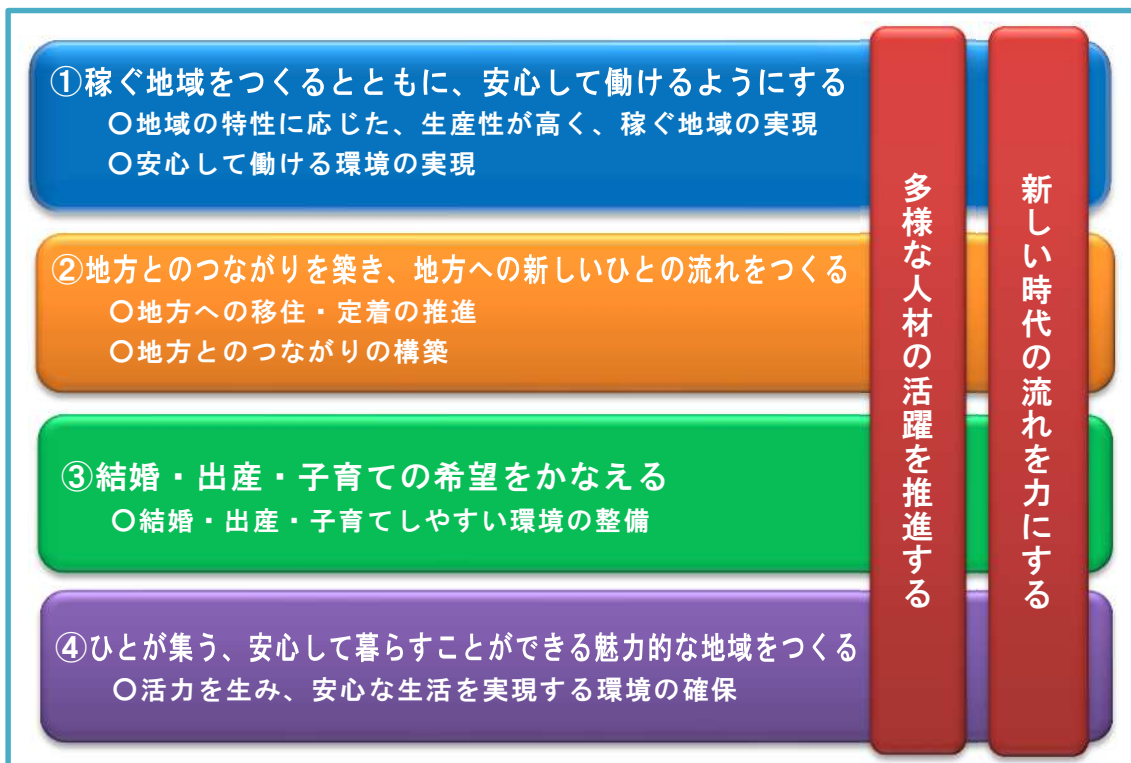 ①稼ぐ地域をつくるとともに、安心して働けるようにする
〇地域の特性に応じた、生産性が高く、稼ぐ地域の実現
〇安心して働ける環境の実現
②地方とのつながりを築き、地方への新しいひとの流れをつくる
〇地方への移住・定着の推進
〇地方とのつながりの構築
③結婚・出産・子育ての希望をかなえる
〇結婚・出産・子育てしやすい環境の整備
④ひとが集う、安心して暮らすことができる魅力的な地域をつくる
〇活力を生み、安心な生活を実現する環境の確保
多様な人材の活躍を推進する
新しい時代の流れを力にする